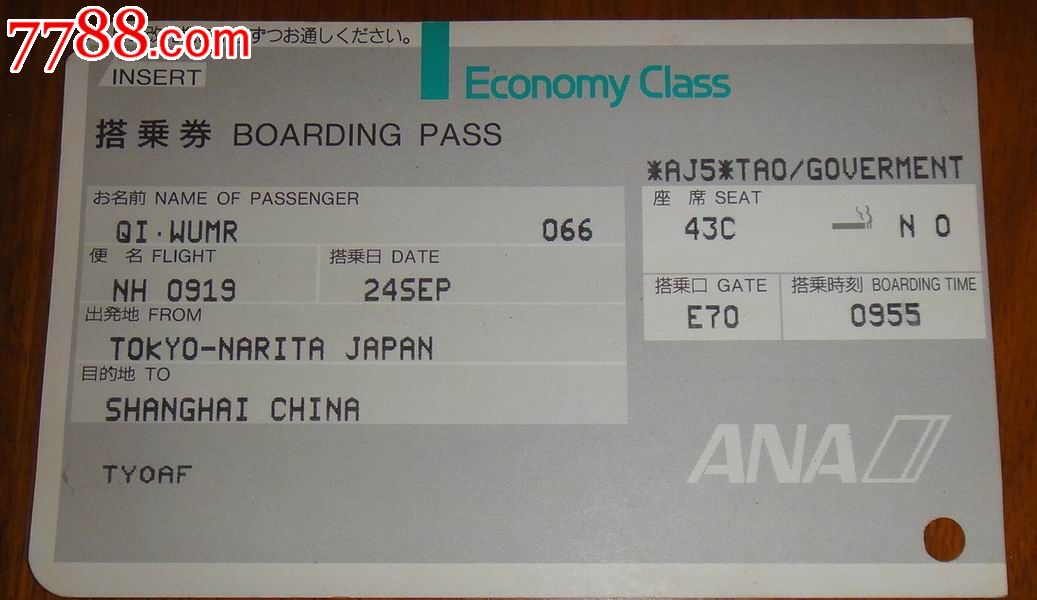 7788.com
ずつお通しください。
INSERT
Economy Class
搭乗券 BOARDING PASS
*AJ5*TAO/GOVERMENT
お名前 NAME OF PASSENGER
QI.WUMR 066
座 席 SEAT
43C N O
便 名 FLIGHT 搭乗日 DATE
NH 0919 24SEP
搭乗口 GATE 搭乗時刻 BOARDING TIME
E70 0955
出発地 FROM
TOKYO-NARITA JAPAN
目的地 TO
SHANGHAI CHINA
TYOAF
ANA